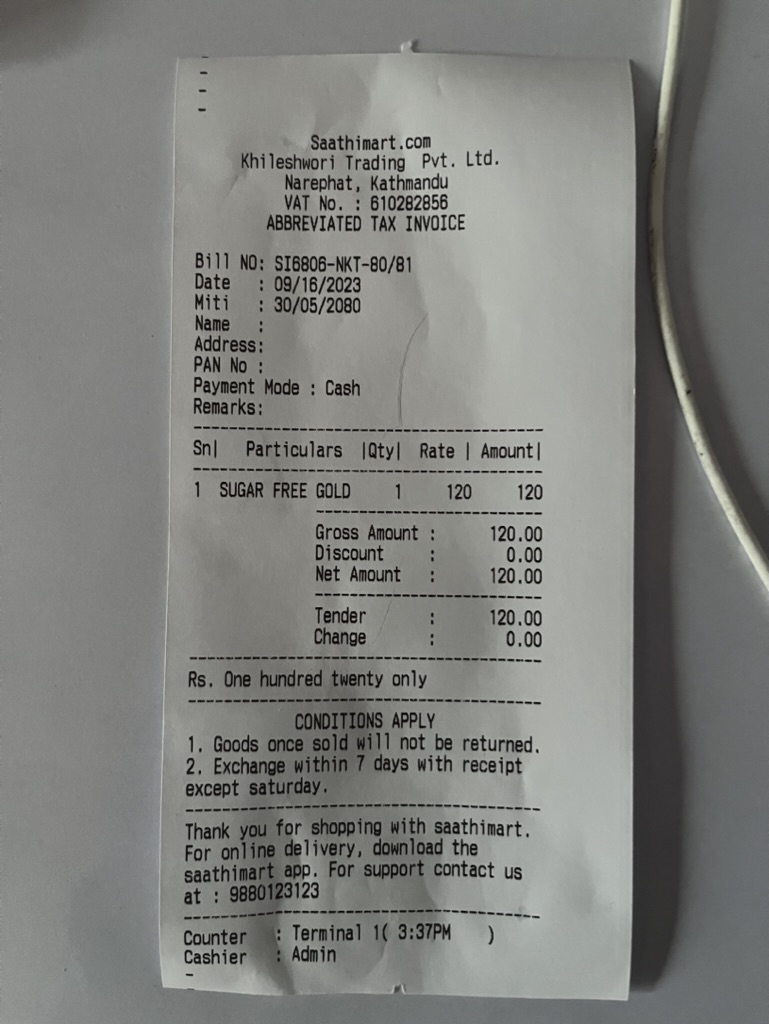 Saathimart.com
Khileshwori Trading Pvt. Ltd.
Narephat, Kathmandu
VAT No. : 610282856
ABBREVIATED TAX INVOICE
Bill NO: SI6806-NKT-80/81
Date : 09/16/2023
Miti : 30/05/2080
Name :
Address:
PAN No :
Payment Mode : Cash
Remarks:
Sn| Particulars |Qty| Rate | Amount|
1 SUGAR FREE GOLD 1 120 120
Gross Amount : 120.00
Discount : 0.00
Net Amount : 120.00
Tender : 120.00
Change : 0.00
Rs. One hundred twenty only
CONDITIONS APPLY
1. Goods once sold will not be returned.
2. Exchange within 7 days with receipt
except saturday.
Thank you for shopping with saathimart.
For online delivery, download the
saathimart app. For support contact us
at : 9880123123
Counter : Terminal 1( 3:37PM )
Cashier : Admin